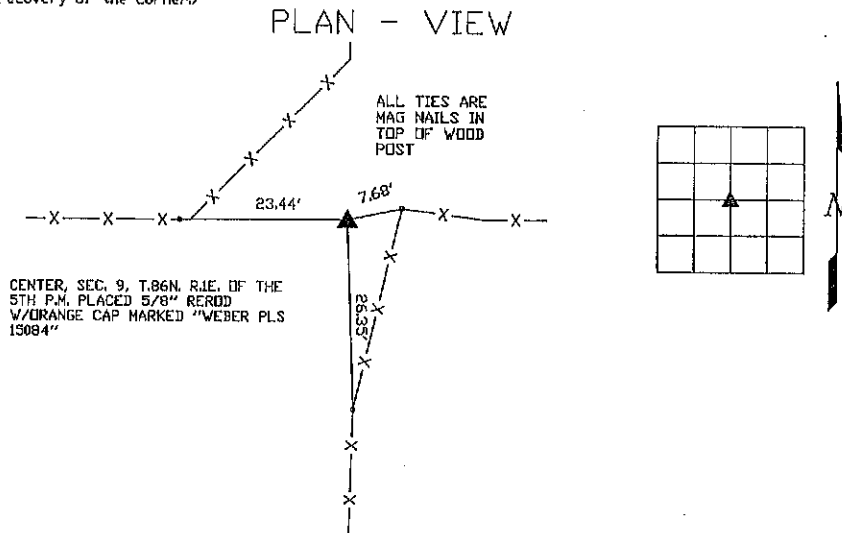 PLAN - VIEW
ALL TIES ARE
MAG NAILS IN
TOP OF WOOD
POST
23.44'
7.68'
26.35'
CENTER, SEC. 9, T.86N. R.1E. OF THE
5TH P.M. PLACED 5/8" REROD
W/ORANGE CAP MARKED "WEBER PLS
15084"
N